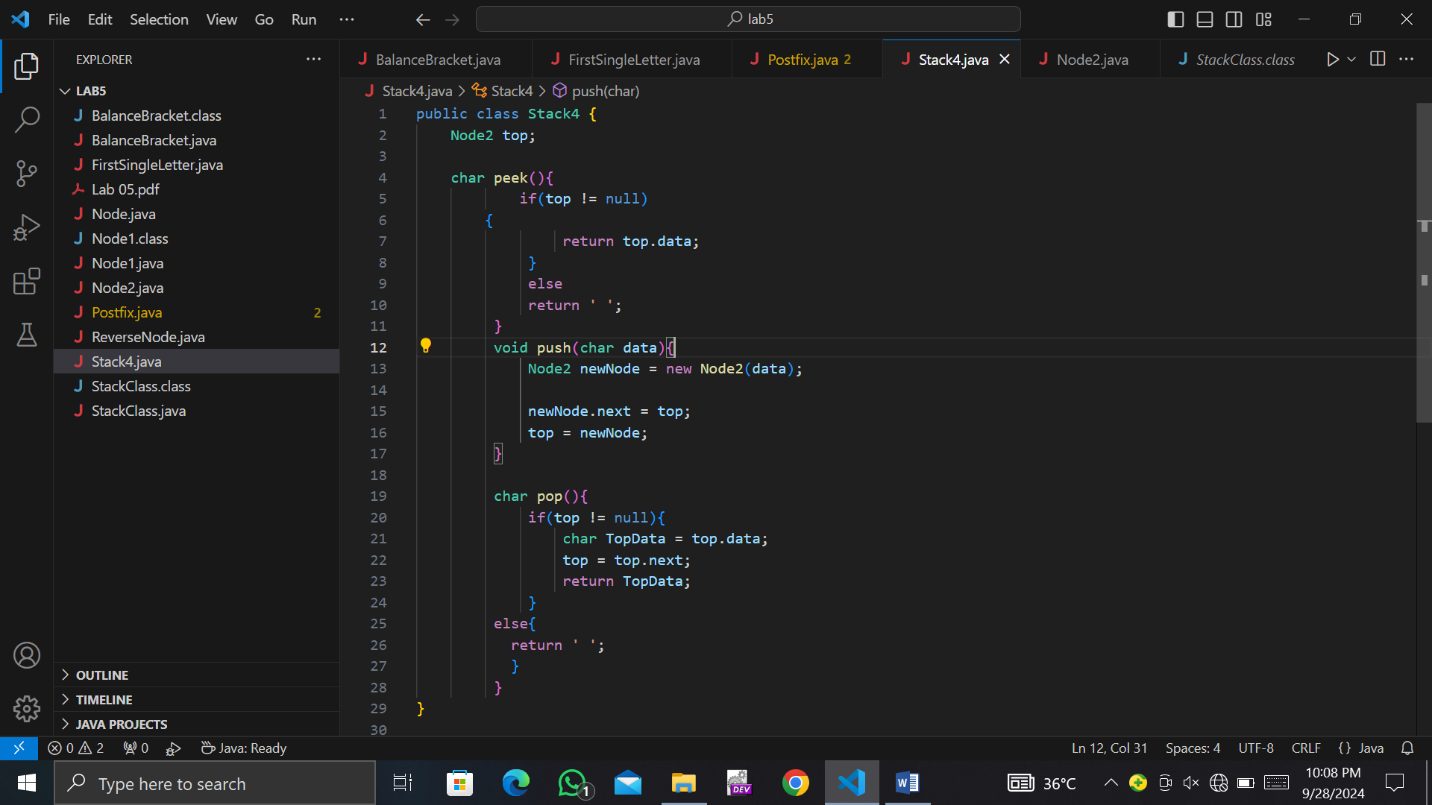 File Edit Selection View Go Run ··· lab5
EXPLORER ···
LAB5
BalanceBracket.class
BalanceBracket.java
FirstSingleLetter.java
Lab 05.pdf
Node.java
Node1.class
Node1.java
Node2.java
Postfix.java 2
ReverseNode.java
Stack4.java
StackClass.class
StackClass.java
OUTLINE
TIMELINE
JAVA PROJECTS
BalanceBracket.java FirstSingleLetter.java Postfix.java 2 Stack4.java Node2.java StackClass.class ···
Stack4.java > Stack4 > push(char)
1 public class Stack4 {
2 Node2 top;
3
4 char peek(){
5 if(top != null)
6 {
7 return top.data;
8 }
9 else
10 return ' ';
11 }
12 void push(char data){
13 Node2 newNode = new Node2(data);
14
15 newNode.next = top;
16 top = newNode;
17 }
18
19 char pop(){
20 if(top != null){
21 char TopData = top.data;
22 top = top.next;
23 return TopData;
24 }
25 else{
26 return ' ';
27 }
28 }
29 }
30
0 2 0 Java: Ready Ln 12, Col 31 Spaces: 4 UTF-8 CRLF {} Java
Type here to search 1 DEV 36°C 10:08 PM
9/28/2024